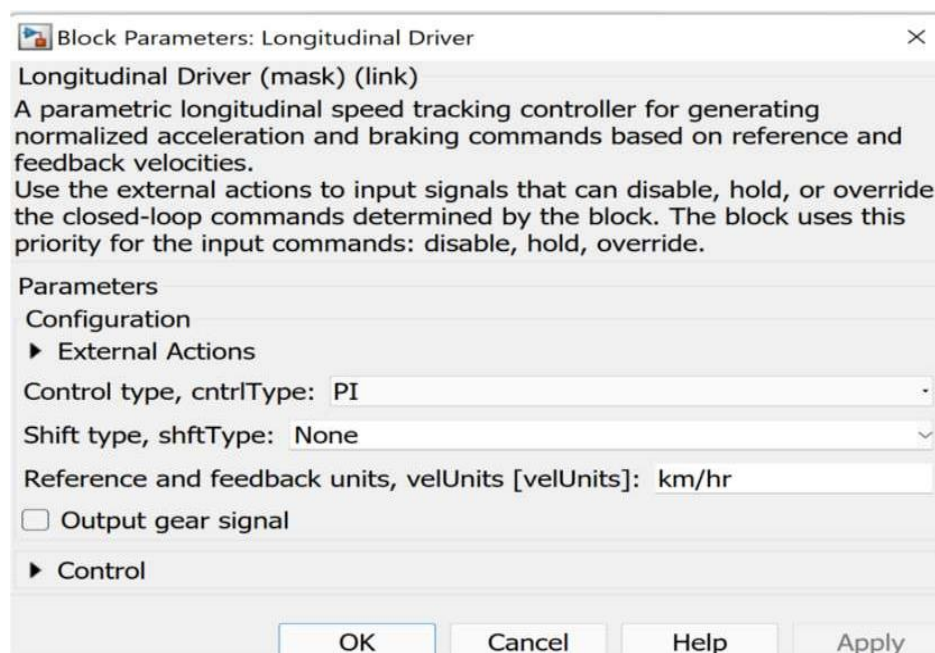 Block Parameters: Longitudinal Driver
Longitudinal Driver (mask) (link)
A parametric longitudinal speed tracking controller for generating
normalized acceleration and braking commands based on reference and
feedback velocities.
Use the external actions to input signals that can disable, hold, or override
the closed-loop commands determined by the block. The block uses this
priority for the input commands: disable, hold, override.
Parameters
Configuration
External Actions
Control type, cntrlType: PI
Shift type, shftType: None
Reference and feedback units, velUnits [velUnits]: km/hr
Output gear signal
Control
OK Cancel Help Apply